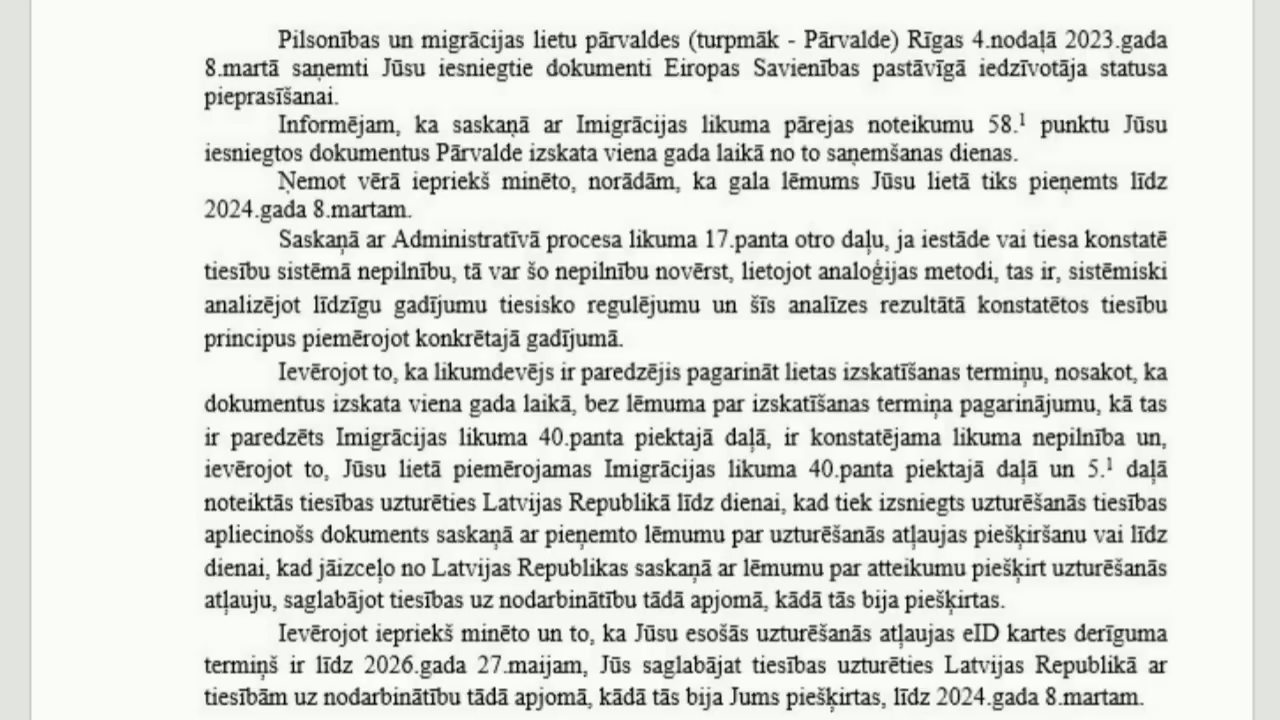 Pilsonības un migrācijas lietu pārvaldes (turpmāk - Pārvalde) Rīgas 4.nodaļā 2023.gada
8.martā saņemti Jūsu iesniegtie dokumenti Eiropas Savienības pastāvīgā iedzīvotāja statusa
pieprasīšanai.
Informējam, ka saskaņā ar Imigrācijas likuma pārejas noteikumu 58.¹ punktu Jūsu
iesniegtos dokumentus Pārvalde izskata viena gada laikā no to saņemšanas dienas.
Ņemot vērā iepriekš minēto, norādām, ka gala lēmums Jūsu lietā tiks pieņemts līdz
2024.gada 8.martam.
Saskaņā ar Administratīvā procesa likuma 17.panta otro daļu, ja iestāde vai tiesa konstatē
tiesību sistēmā nepilnību, tā var šo nepilnību novērst, lietojot analoģijas metodi, tas ir, sistēmiski
analizējot līdzīgu gadījumu tiesisko regulējumu un šīs analīzes rezultātā konstatētos tiesību
principus piemērojot konkrētajā gadījumā.
Ievērojot to, ka likumdevējs ir paredzējis pagarināt lietas izskatīšanas termiņu, nosakot, ka
dokumentus izskata viena gada laikā, bez lēmuma par izskatīšanas termiņa pagarinājumu, kā tas
ir paredzēts Imigrācijas likuma 40.panta piektajā daļā, ir konstatējama likuma nepilnība un,
ievērojot to, Jūsu lietā piemērojamas Imigrācijas likuma 40.panta piektajā daļā un 5.¹ daļā
noteiktās tiesības uzturēties Latvijas Republikā līdz dienai, kad tiek izsniegts uzturēšanās tiesības
apliecinošs dokuments saskaņā ar pieņemto lēmumu par uzturēšanās atļaujas piešķiršanu vai līdz
dienai, kad jāizceļo no Latvijas Republikas saskaņā ar lēmumu par atteikumu piešķirt uzturēšanās
atļauju, saglabājot tiesības uz nodarbinātību tādā apjomā, kādā tās bija piešķirtas.
Ievērojot iepriekš minēto un to, ka Jūsu esošās uzturēšanās atļaujas eID kartes derīguma
termiņš ir līdz 2026.gada 27.maijam, Jūs saglabājat tiesības uzturēties Latvijas Republikā ar
tiesībām uz nodarbinātību tādā apjomā, kādā tās bija Jums piešķirtas, līdz 2024.gada 8.martam.